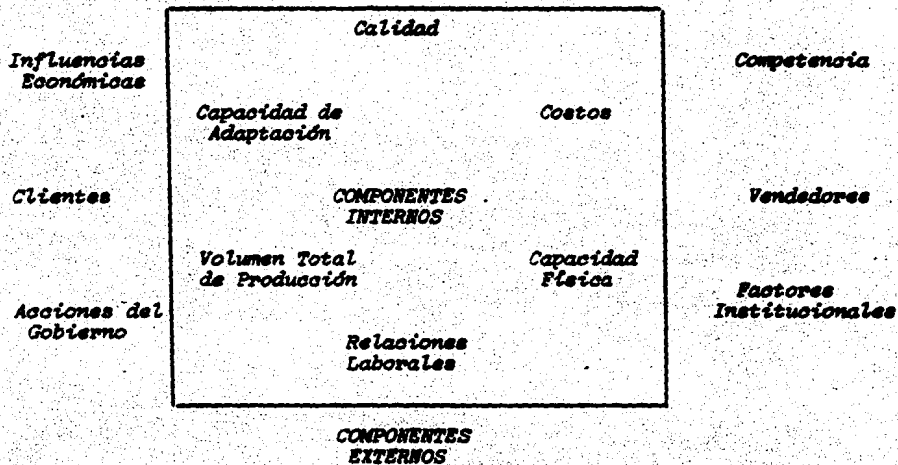 Calidad
Influencias
Económicas
Competencia
Capacidad de
Adaptación
Costos
Clientes
COMPONENTES
INTERNOS
Vendedores
Volumen Total
de Producción
Capacidad
Física
Acciones del
Gobierno
Factores
Institucionales
Relaciones
Laborales
COMPONENTES
EXTERNOS